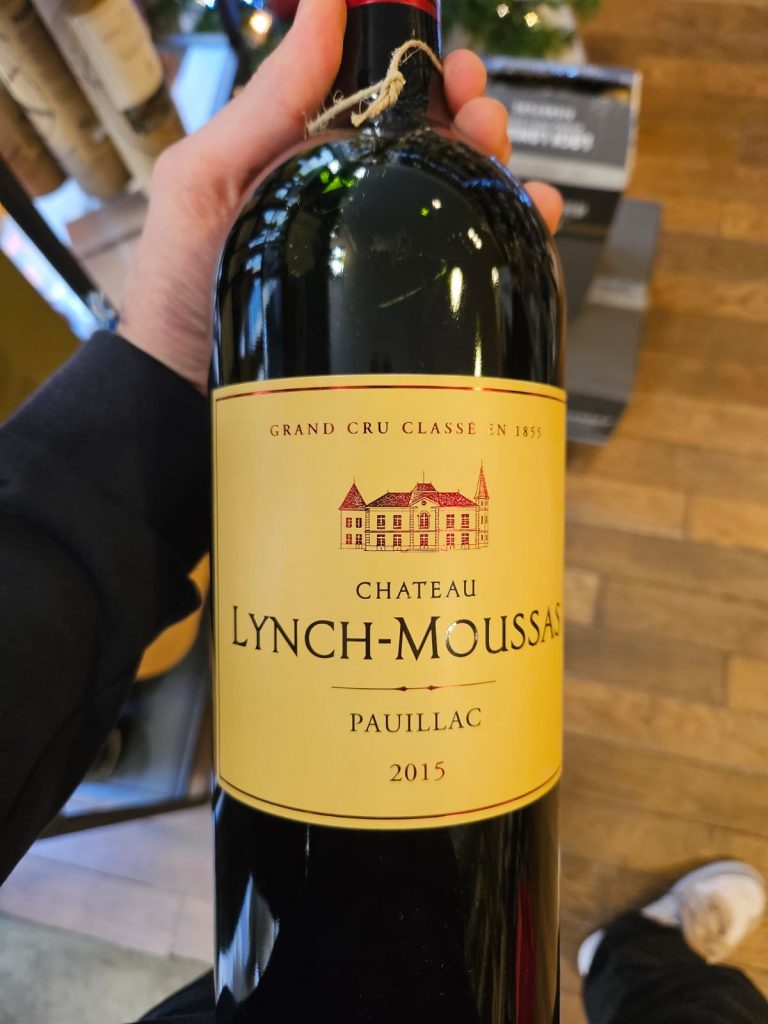 GRAND CRU CLASSÉ EN 1855
CHATEAU
LYNCH-MOUSSAS
PAUILLAC
2015